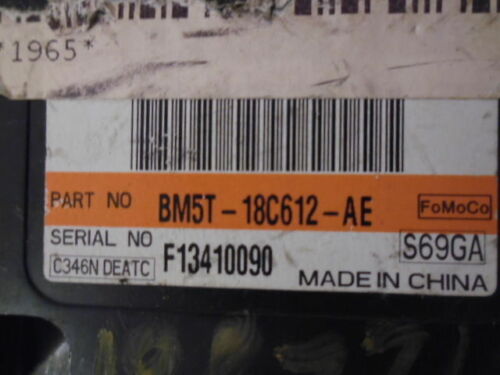 1965*
PART NO BM5T-18C612-AE FoMoCo
SERIAL NO F13410090 S69GA
C346N DEATC MADE IN CHINA